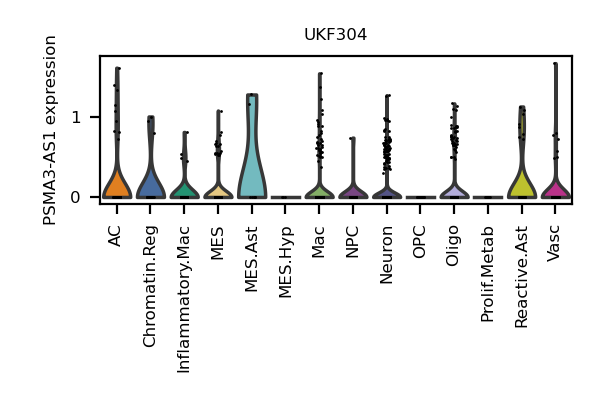 UKF304
PSMA3-AS1 expression
1
0
AC
Chromatin.Reg
Inflammatory.Mac
MES
MES.Ast
MES.Hyp
Mac
NPC
Neuron
OPC
Oligo
Prolif.Metab
Reactive.Ast
Vasc